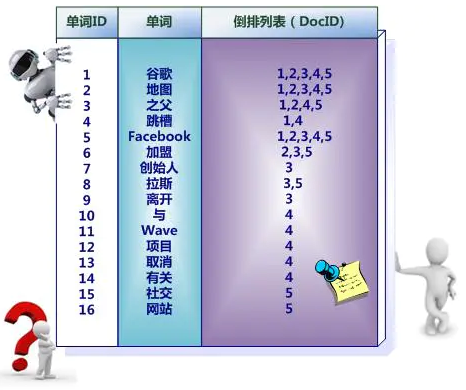 单词ID 单词 倒排列表（DocID）
1 谷歌 1,2,3,4,5
2 地图 1,2,3,4,5
3 之父 1,2,4,5
4 跳槽 1,4
5 Facebook 1,2,3,4,5
6 加盟 2,3,5
7 创始人 3
8 拉斯 3,5
9 离开 3
10 与 4
11 Wave 4
12 项目 4
13 取消 4
14 有关 4
15 社交 5
16 网站 5